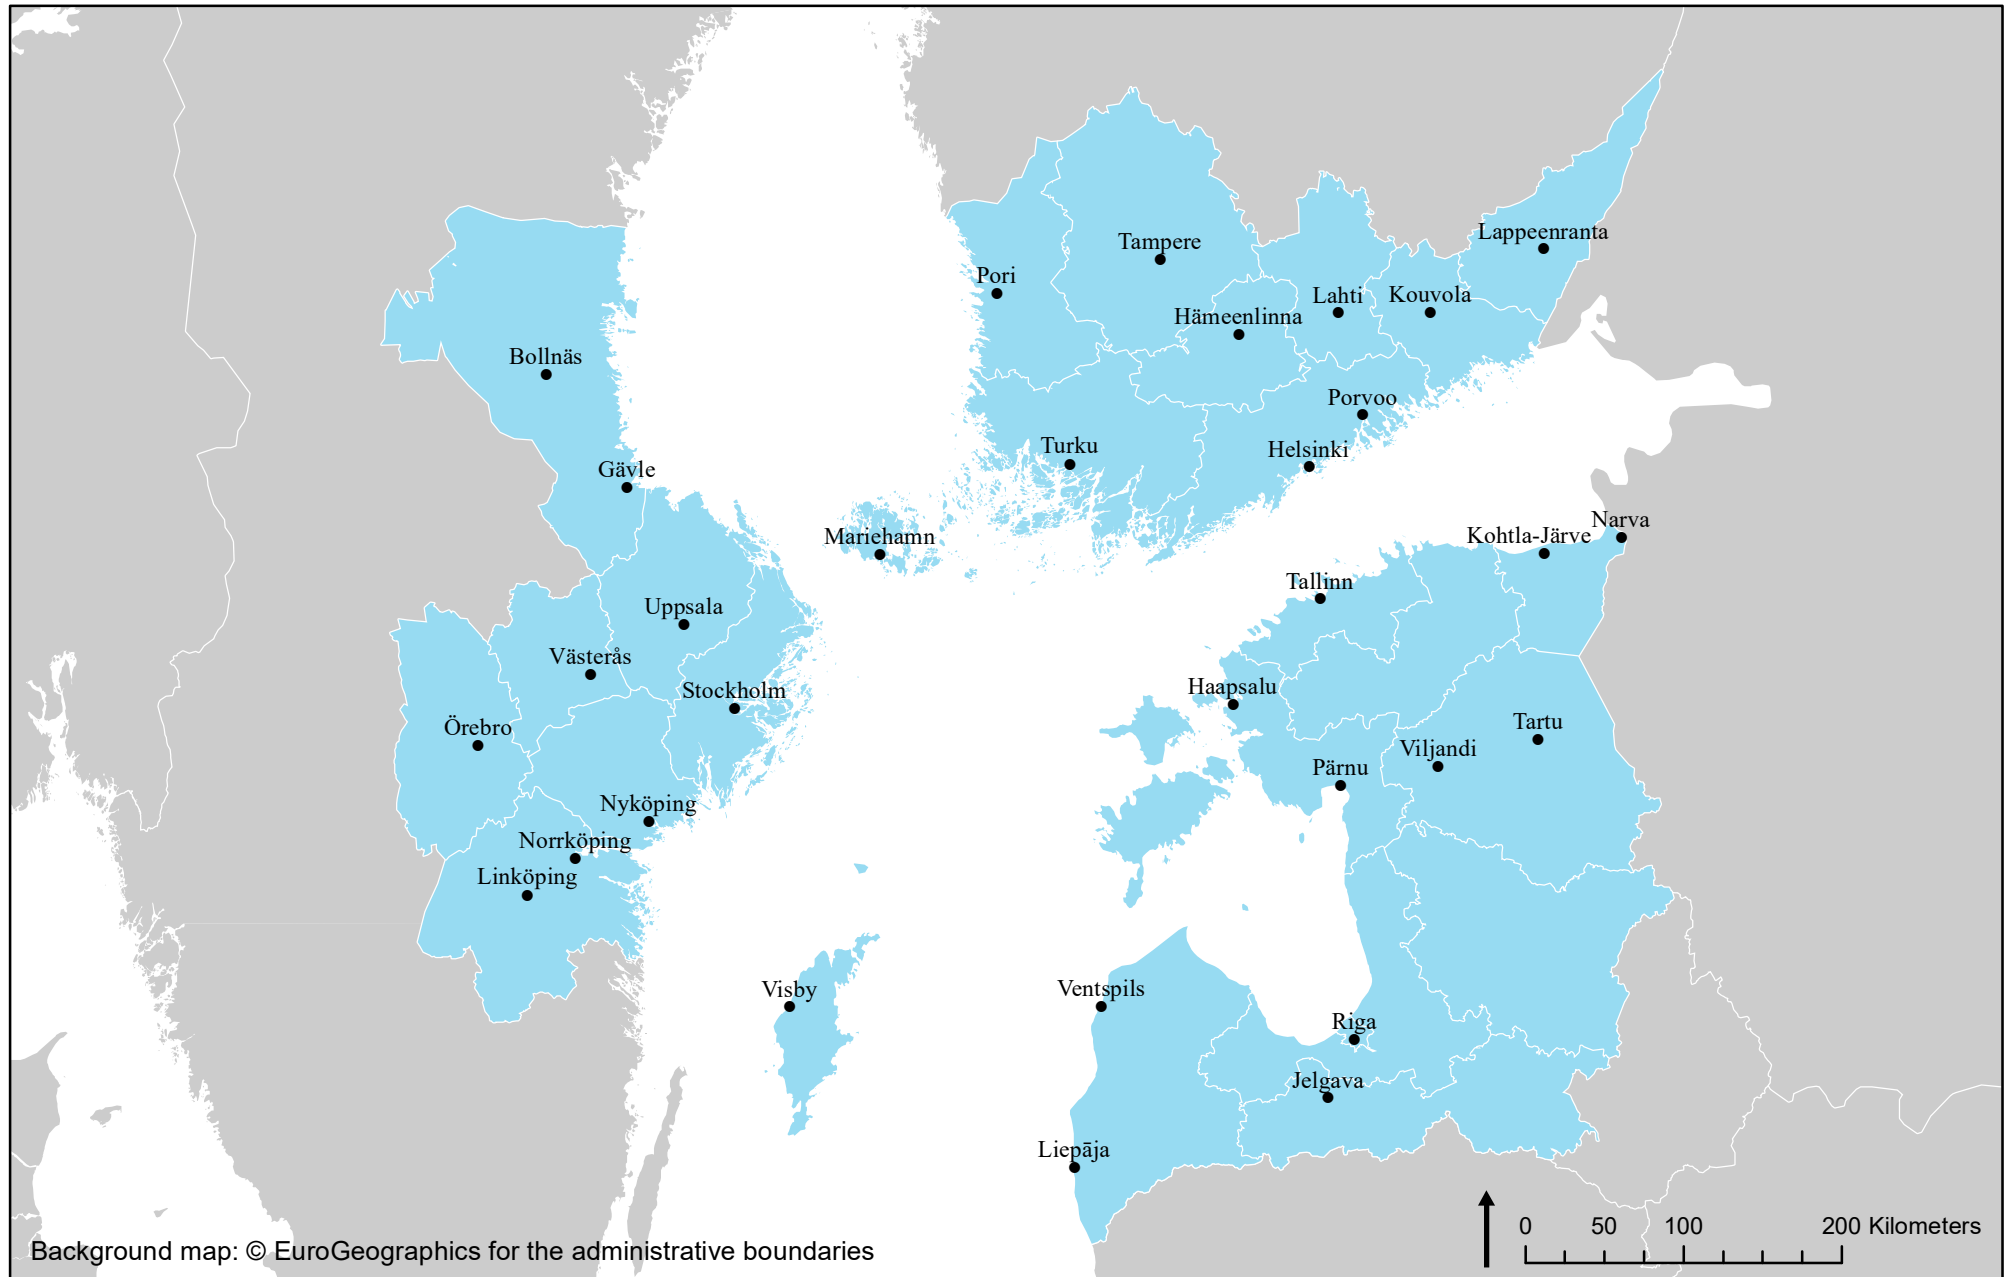 Lappeenranta
Tampere
Pori
Lahti
Kouvola
Hämeenlinna
Bollnäs
Porvoo
Turku
Helsinki
Gävle
Narva
Mariehamn
Kohtla-Järve
Tallinn
Uppsala
Västerås
Stockholm
Haapsalu
Örebro
Tartu
Viljandi
Pärnu
Nyköping
Norrköping
Linköping
Visby
Ventspils
Riga
Jelgava
Liepāja
0 50 100 200 Kilometers
Background map: © EuroGeographics for the administrative boundaries